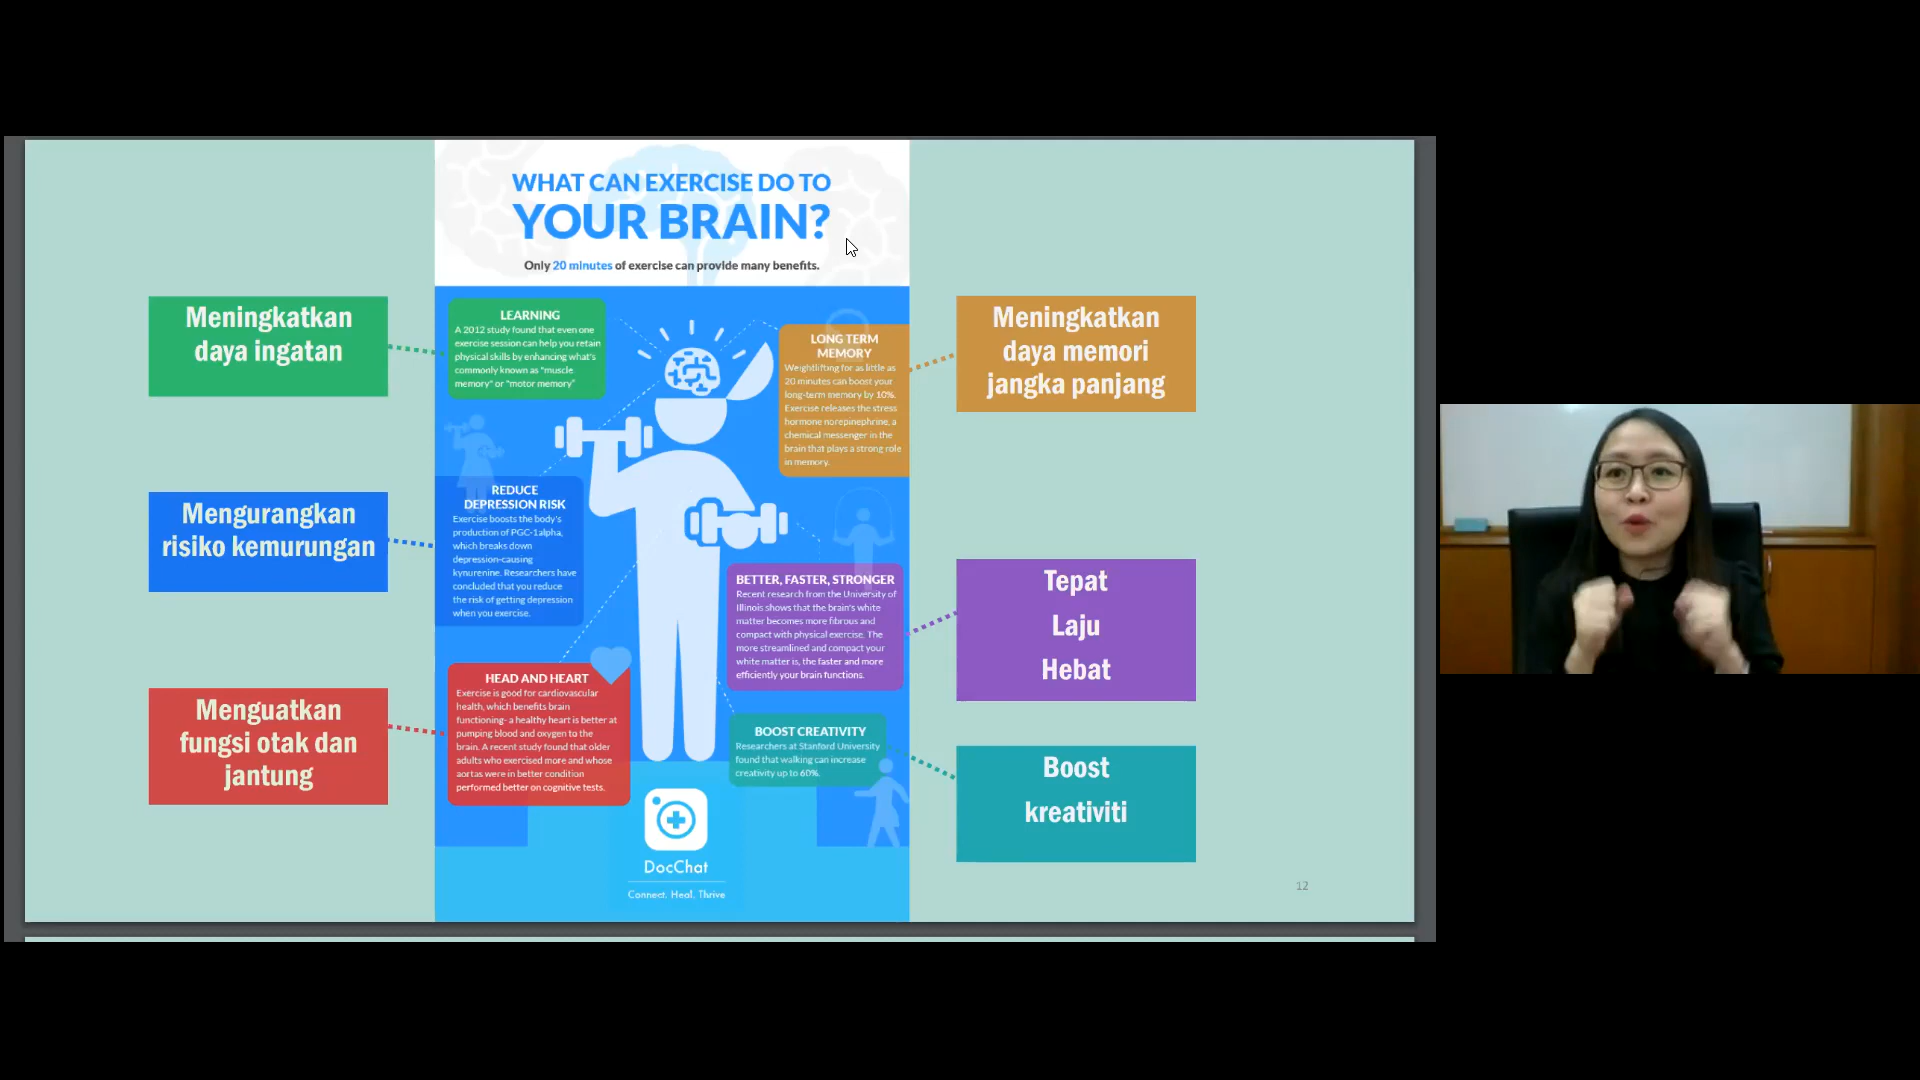 WHAT CAN EXERCISE DO TO
YOUR BRAIN?
Only 20 minutes of exercise can provide many benefits.
Meningkatkan
daya ingatan
LEARNING
A 2012 study found that even one
exercise session can help you retain
physical skills by enhancing what's
commonly known as "muscle
memory" or "motor memory"
LONG TERM
MEMORY
Weightlifting for as little as
20 minutes can boost your
long-term memory by 10%.
Exercise releases the stress
hormone norepinephrine, a
chemical messenger in the
brain that plays a strong role
in memory.
Meningkatkan
daya memori
jangka panjang
Mengurangkan
risiko kemurungan
REDUCE
DEPRESSION RISK
Exercise boosts the body's
production of PGC-1alpha,
which breaks down
depression-causing
kynurenine. Researchers have
concluded that you reduce
the risk of getting depression
when you exercise.
BETTER, FASTER, STRONGER
Recent research from the University of
Illinois shows that the brain's white
matter becomes more fibrous and
compact with physical exercise. The
more streamlined and compact your
white matter is, the faster and more
efficiently your brain functions.
Tepat
Laju
Hebat
Menguatkan
fungsi otak dan
jantung
HEAD AND HEART
Exercise is good for cardiovascular
health, which benefits brain
functioning- a healthy heart is better at
pumping blood and oxygen to the
brain. A recent study found that older
adults who exercised more and whose
aortas were in better condition
performed better on cognitive tests.
BOOST CREATIVITY
Researchers at Stanford University
found that walking can increase
creativity up to 60%.
Boost
kreativiti
DocChat
Connect. Heal. Thrive
12